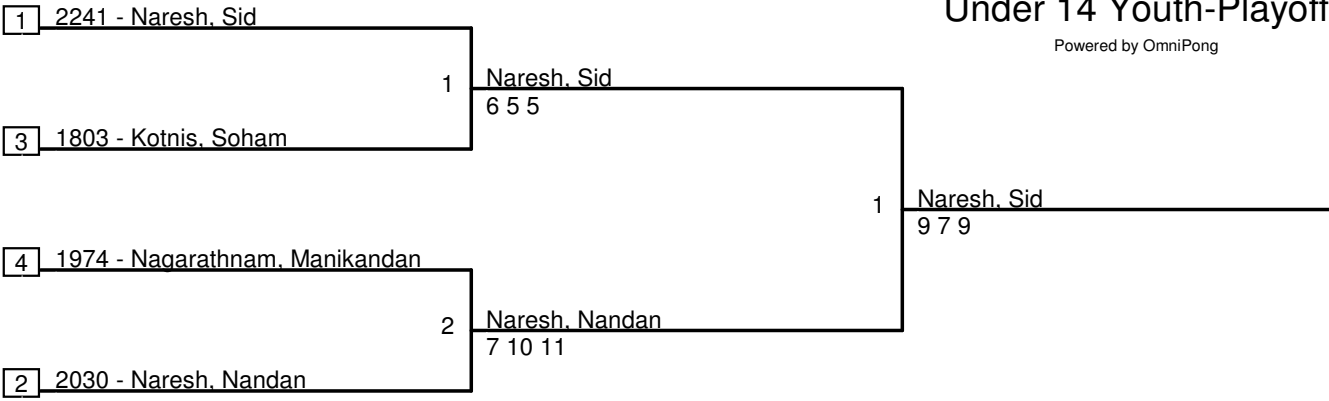 Under 14 Youth-Playoff
Powered by OmniPong
1 2241 - Naresh, Sid
1 Naresh, Sid
6 5 5
3 1803 - Kotnis, Soham
1 Naresh, Sid
9 7 9
4 1974 - Nagarathnam, Manikandan
2 Naresh, Nandan
7 10 11
2 2030 - Naresh, Nandan